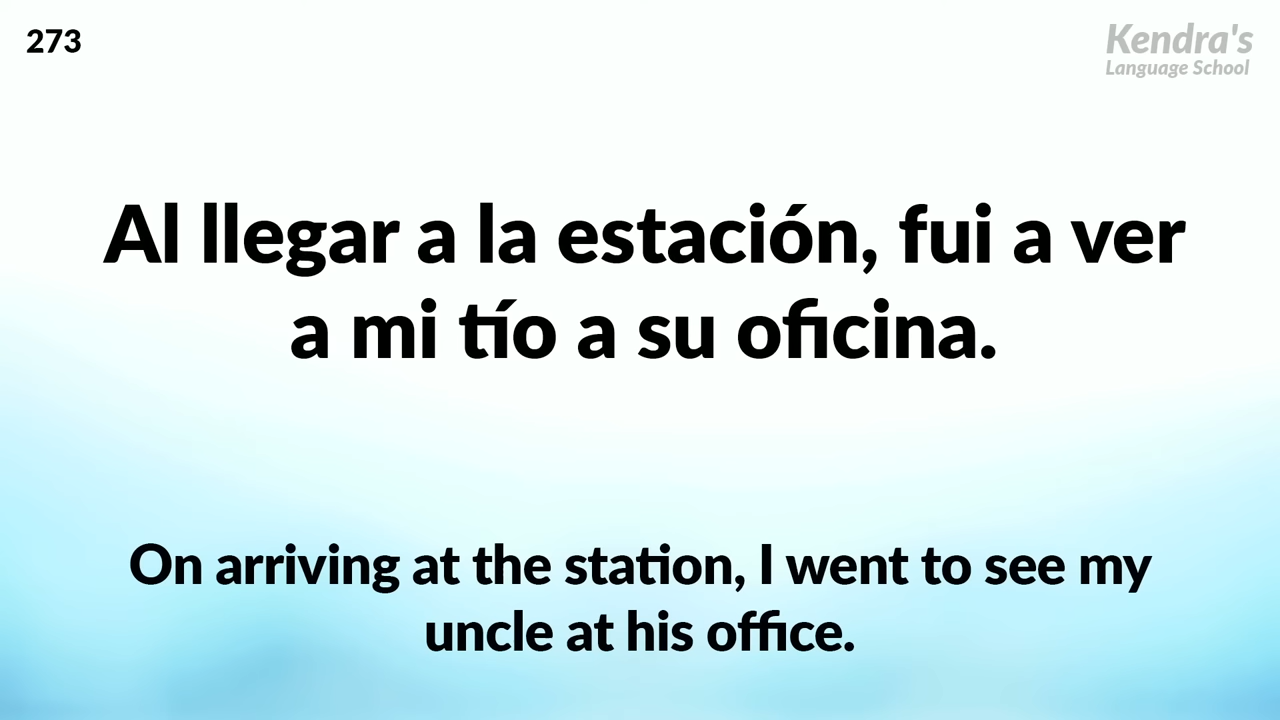 273
Kendra's
Language School
Al llegar a la estación, fui a ver
a mi tío a su oficina.
On arriving at the station, I went to see my
uncle at his office.